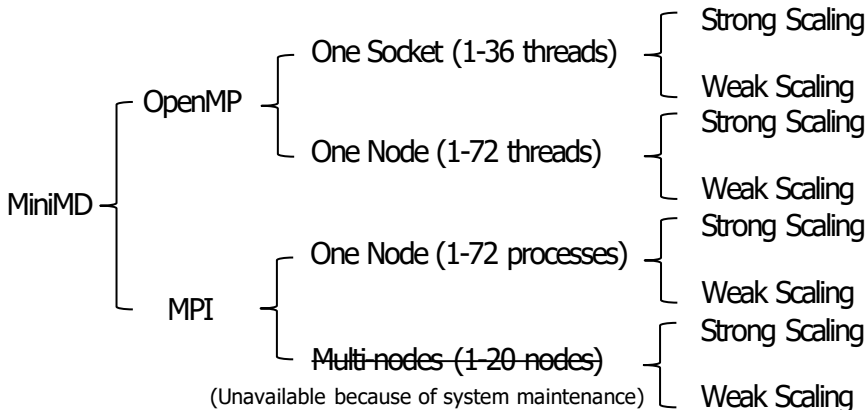 MiniMD
OpenMP
One Socket (1-36 threads)
Strong Scaling
Weak Scaling
One Node (1-72 threads)
Strong Scaling
Weak Scaling
MPI
One Node (1-72 processes)
Strong Scaling
Weak Scaling
Multi-nodes (1-20 nodes)
(Unavailable because of system maintenance)
Strong Scaling
Weak Scaling